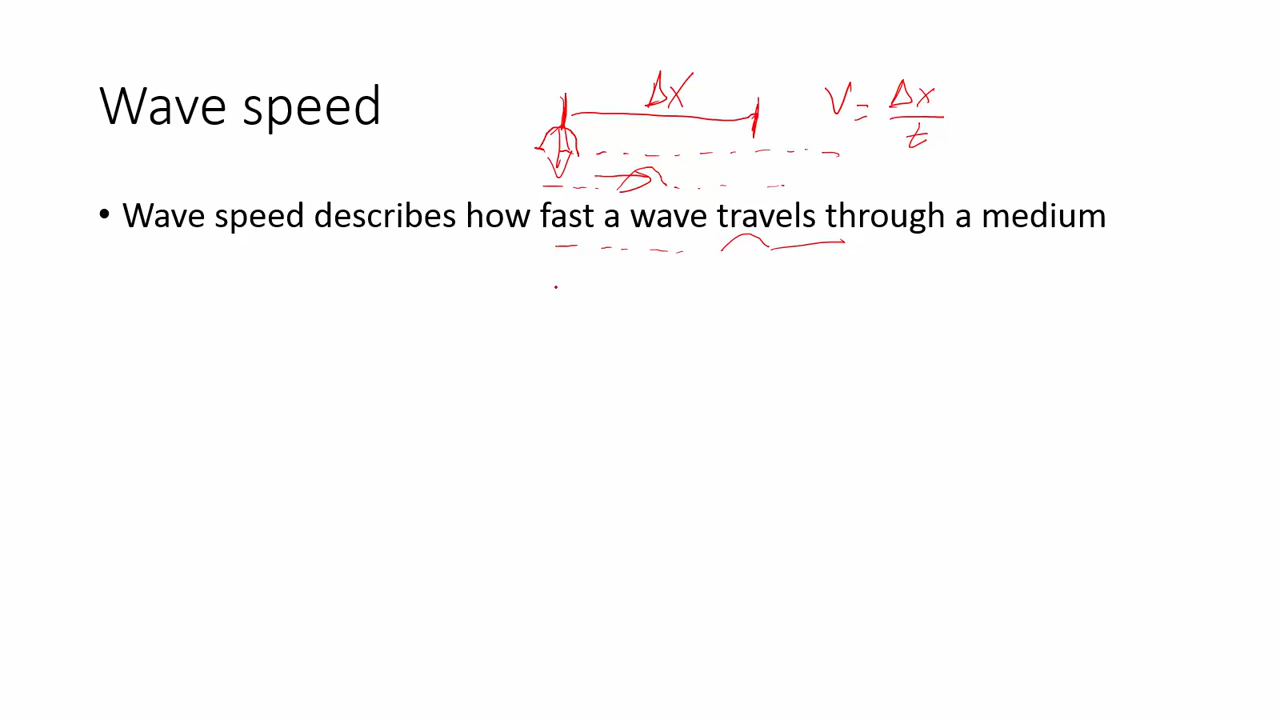 Wave speed
Δx
V = Δx / t
• Wave speed describes how fast a wave travels through a medium